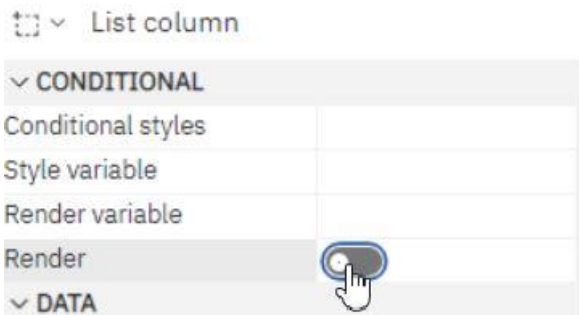 List column
CONDITIONAL
Conditional styles
Style variable
Render variable
Render
DATA